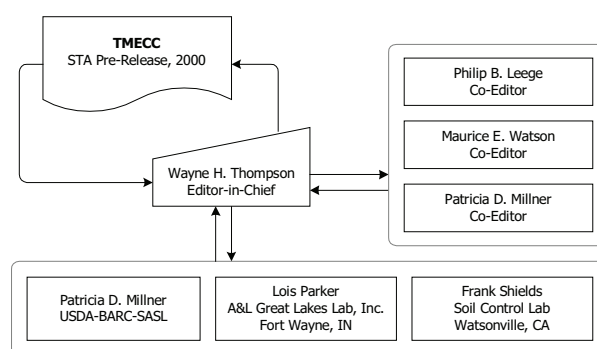 TMECC
STA Pre-Release, 2000
Philip B. Leege
Co-Editor
Maurice E. Watson
Co-Editor
Wayne H. Thompson
Editor-in-Chief
Patricia D. Millner
Co-Editor
Patricia D. Millner
USDA-BARC-SASL
Lois Parker
A&L Great Lakes Lab, Inc.
Fort Wayne, IN
Frank Shields
Soil Control Lab
Watsonville, CA